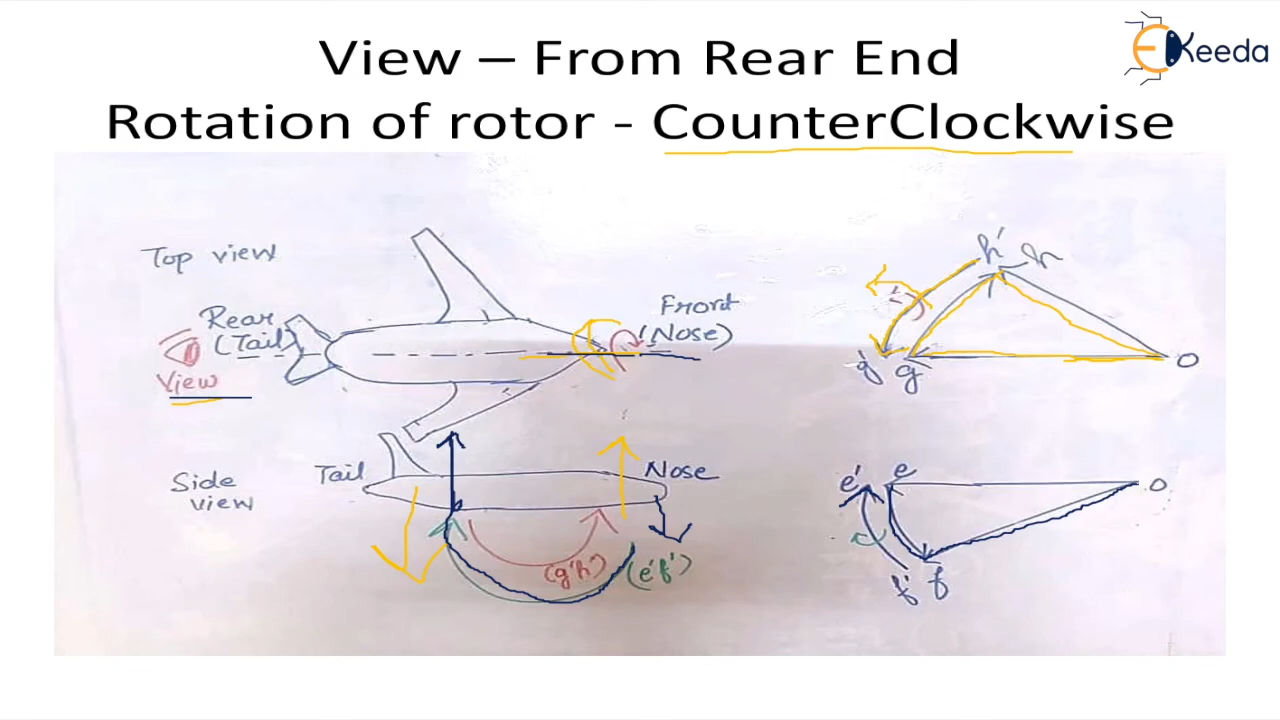 View – From Rear End
Rotation of rotor - CounterClockwise
EKeeda
Top view
Rear
(Tail)
View
Front
(Nose)
h' h
g' g
o
Side
view
Tail
Nose
(g'h')
(e'f')
e' e
o
f' f